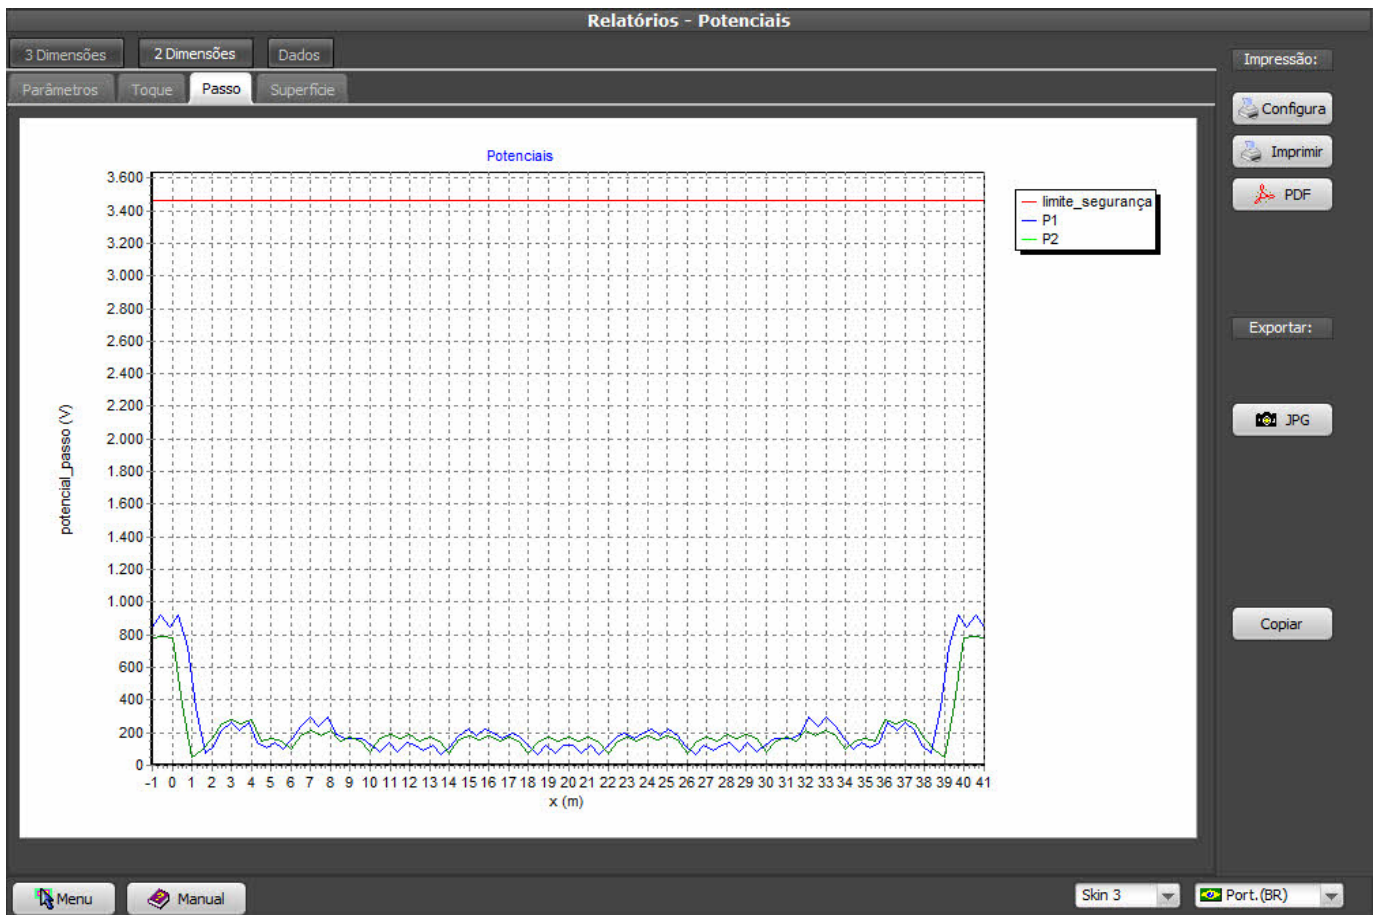 Relatórios - Potenciais
3 Dimensões 2 Dimensões Dados
Impressão:
Parâmetros Toque Passo Superfície
Configura
Imprimir
PDF
Potenciais
3.600
3.400
3.200
3.000
2.800
2.600
2.400
2.200
2.000
1.800
1.600
1.400
1.200
1.000
800
600
400
200
0
potencial_passo (V)
-1 0 1 2 3 4 5 6 7 8 9 10 11 12 13 14 15 16 17 18 19 20 21 22 23 24 25 26 27 28 29 30 31 32 33 34 35 36 37 38 39 40 41
x (m)
limite_segurança
P1
P2
Exportar:
JPG
Copiar
Menu Manual Skin 3 Port.(BR)